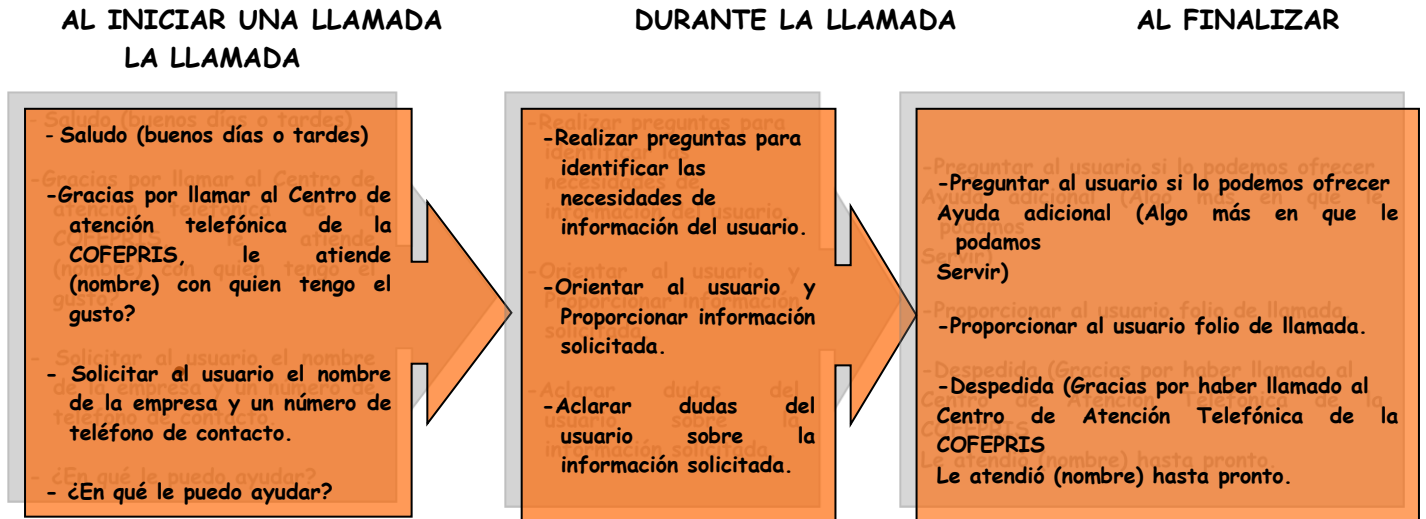 AL INICIAR UNA LLAMADA DURANTE LA LLAMADA AL FINALIZAR
LA LLAMADA
- Saludo (buenos días o tardes)
-Gracias por llamar al Centro de
atención telefónica de la
COFEPRIS, le atiende
(nombre) con quien tengo el
gusto?
- Solicitar al usuario el nombre
de la empresa y un número de
teléfono de contacto.
- ¿En qué le puedo ayudar?
-Realizar preguntas para
identificar las
necesidades de
información del usuario.
-Orientar al usuario y
Proporcionar información
solicitada.
-Aclarar dudas del
usuario sobre la
información solicitada.
-Preguntar al usuario si lo podemos ofrecer
Ayuda adicional (Algo más en que le
podamos
Servir)
-Proporcionar al usuario folio de llamada.
-Despedida (Gracias por haber llamado al
Centro de Atención Telefónica de la
COFEPRIS
Le atendió (nombre) hasta pronto.